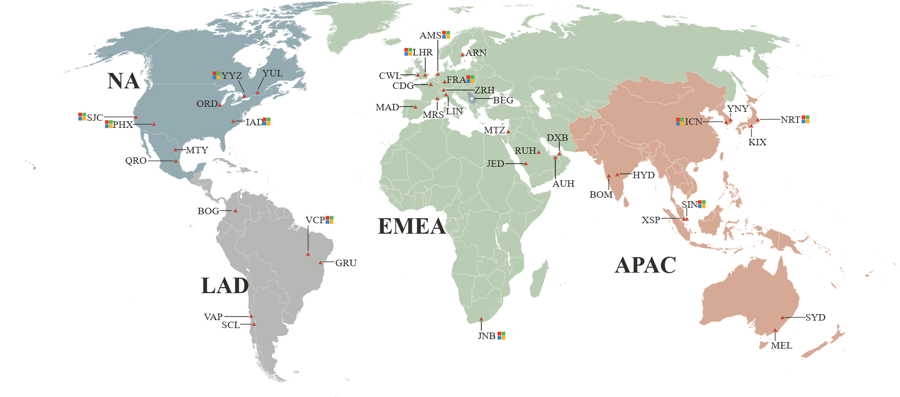 NA
YYZ
YUL
ORD
SJC
PHX
IAD
MTY
QRO
BOG
VCP
GRU
LAD
VAP
SCL
AMS
LHR
ARN
CWL
FRA
CDG
ZRH
BEG
MAD
LIN
MRS
MTZ
DXB
RUH
JED
AUH
EMEA
JNB
YNY
ICN
NRT
KIX
HYD
BOM
SIN
XSP
APAC
SYD
MEL